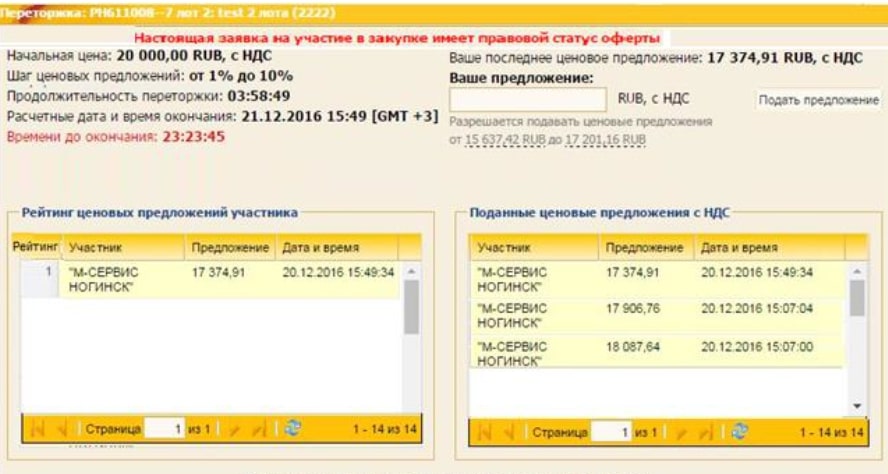 Переторжка: РН611008--7 лот 2: test 2 лота (2222)
Настоящая заявка на участие в закупке имеет правовой статус оферты
Начальная цена: 20 000,00 RUB, с НДС
Шаг ценовых предложений: от 1% до 10%
Продолжительность переторжки: 03:58:49
Расчетные дата и время окончания: 21.12.2016 15:49 [GMT +3]
Времени до окончания: 23:23:45
Ваше последнее ценовое предложение: 17 374,91 RUB, с НДС
Ваше предложение:
RUB, с НДС Подать предложение
Разрешается подавать ценовые предложения
от 15 637,42 RUB до 17 201,16 RUB
Рейтинг ценовых предложений участника
Рейтинг Участник Предложение Дата и время
1 "М-СЕРВИС 17 374,91 20.12.2016 15:49:34
НОГИНСК"
Страница 1 из 1 1 - 14 из 14
Поданные ценовые предложения с НДС
Участник Предложение Дата и время
"М-СЕРВИС 17 374,91 20.12.2016 15:49:34
НОГИНСК"
"М-СЕРВИС 17 906,76 20.12.2016 15:07:04
НОГИНСК"
"М-СЕРВИС 18 087,64 20.12.2016 15:07:00
НОГИНСК"
Страница 1 из 1 1 - 14 из 14